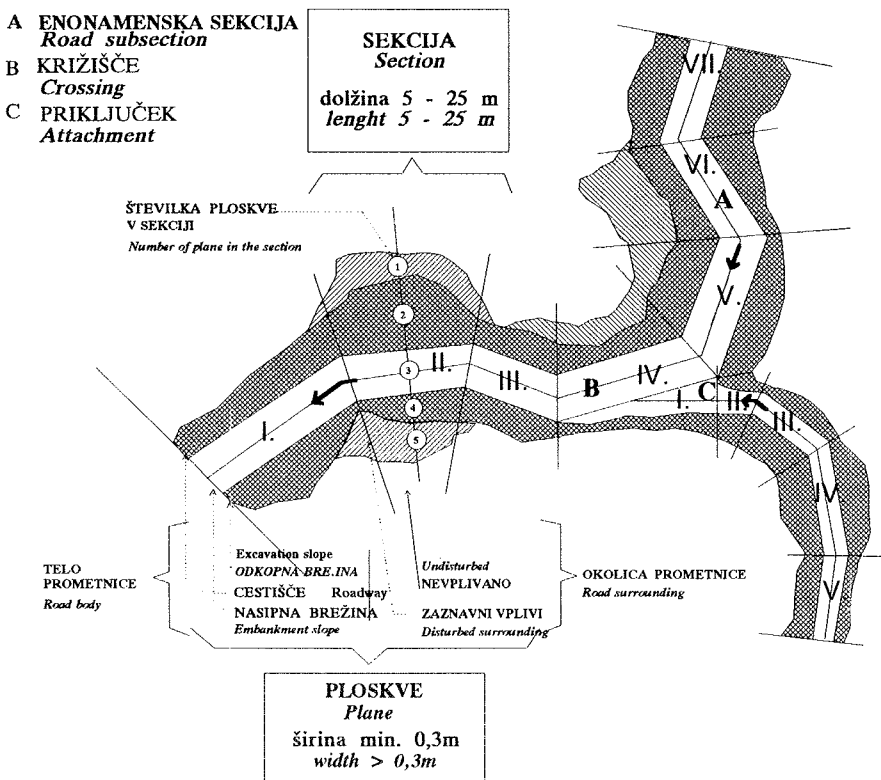 A ENONAMENSKA SEKCIJA
Road subsection
B KRIŽIŠČE
Crossing
C PRIKLJUČEK
Attachment
SEKCIJA
Section
dolžina 5 - 25 m
lenght 5 - 25 m
ŠTEVILKA PLOSKVE
V SEKCIJI
Number of plane in the section
VII.
VI.
A
V.
1
2
3
4
5
I.
II.
III.
B
IV.
C
I.
II.
III.
IV
V
TELO
PROMETNICE
Road body
Excavation slope
ODKOPNA BRE.INA
CESTIŠČE Roadway
NASIPNA BREŽINA
Embankment slope
Undisturbed
NEVPLIVANO
ZAZNAVNI VPLIVI
Disturbed surrounding
OKOLICA PROMETNICE
Road surrounding
PLOSKVE
Plane
širina min. 0,3m
width > 0,3m